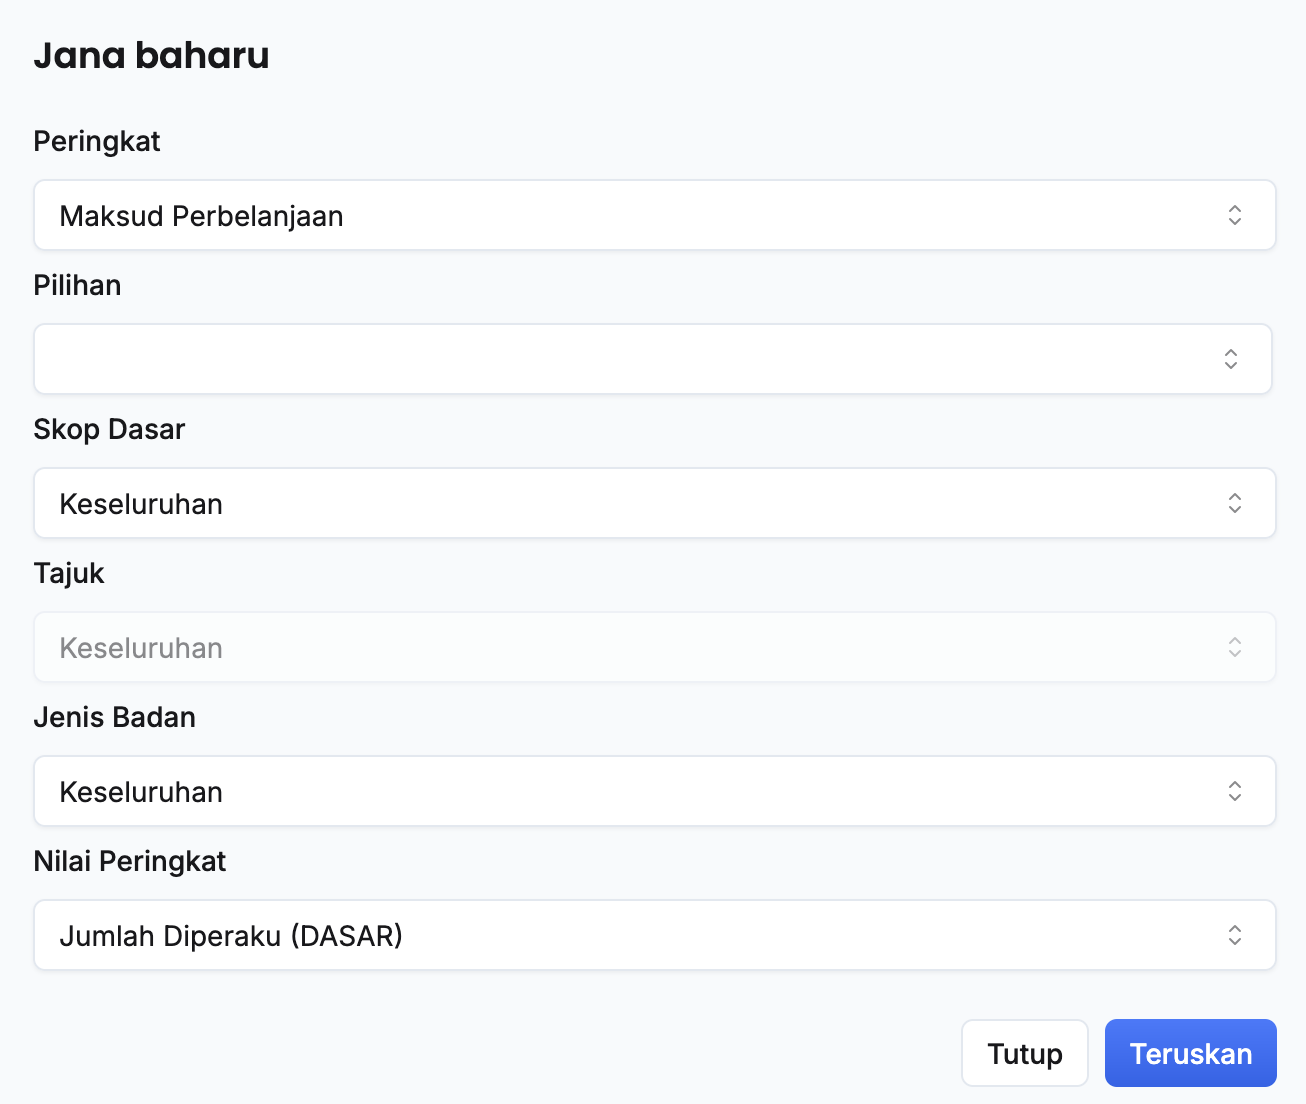 Jana baharu
Peringkat
Maksud Perbelanjaan
Pilihan
Skop Dasar
Keseluruhan
Tajuk
Keseluruhan
Jenis Badan
Keseluruhan
Nilai Peringkat
Jumlah Diperaku (DASAR)
Tutup
Teruskan